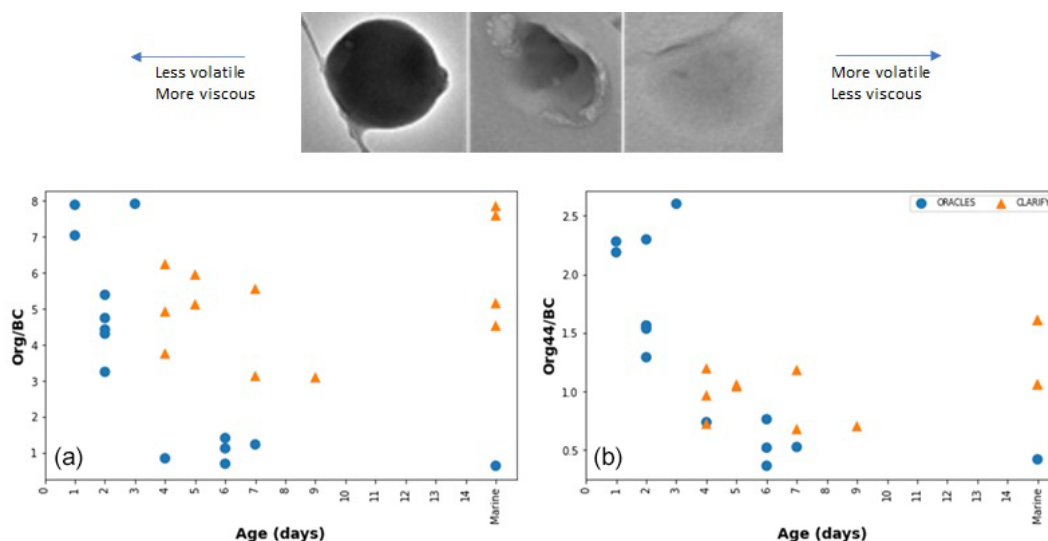 Less volatile
More viscous
More volatile
Less viscous
8
7
6
5
4
3
2
1
Org/BC
(a)
0 1 2 3 4 5 6 7 9 10 11 12 13 14 Marine
Age (days)
ORACLES CLARIFY
2.5
2.0
1.5
1.0
0.5
Org44/BC
(b)
0 1 2 3 4 5 6 7 9 10 11 12 13 14 Marine
Age (days)